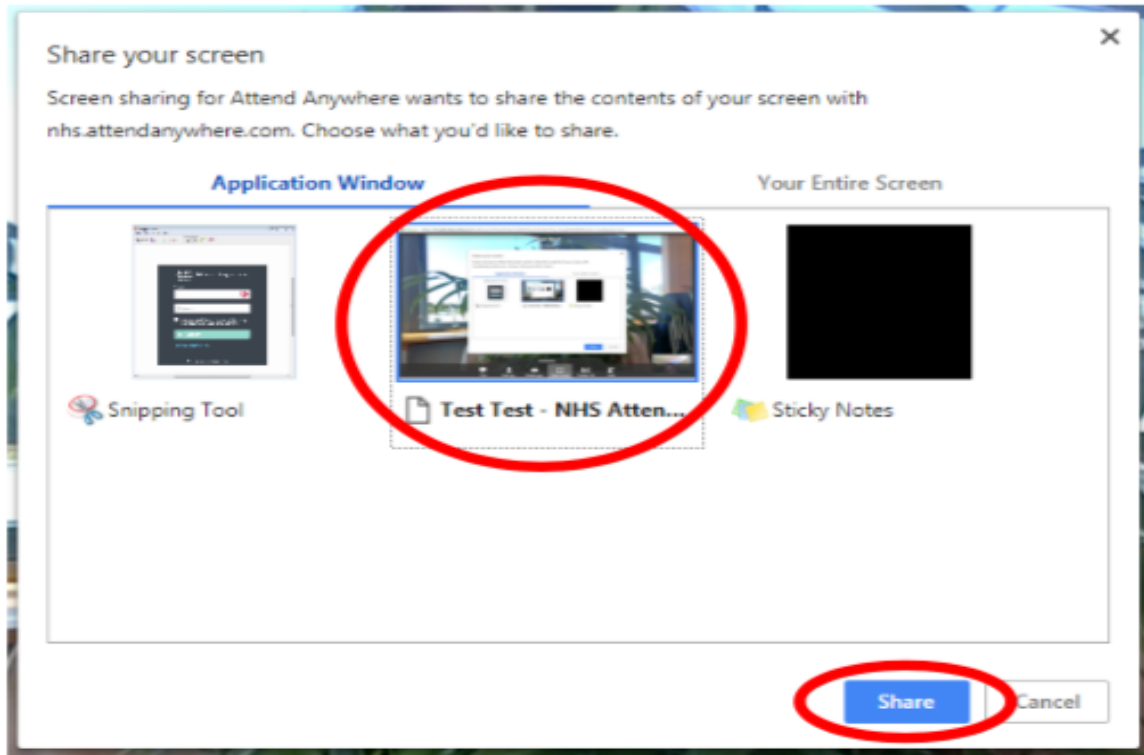 Share your screen
Screen sharing for Attend Anywhere wants to share the contents of your screen with
nhs.attendanywhere.com. Choose what you'd like to share.
Application Window
Your Entire Screen
Snipping Tool
Test Test - NHS Atten...
Sticky Notes
Share
Cancel